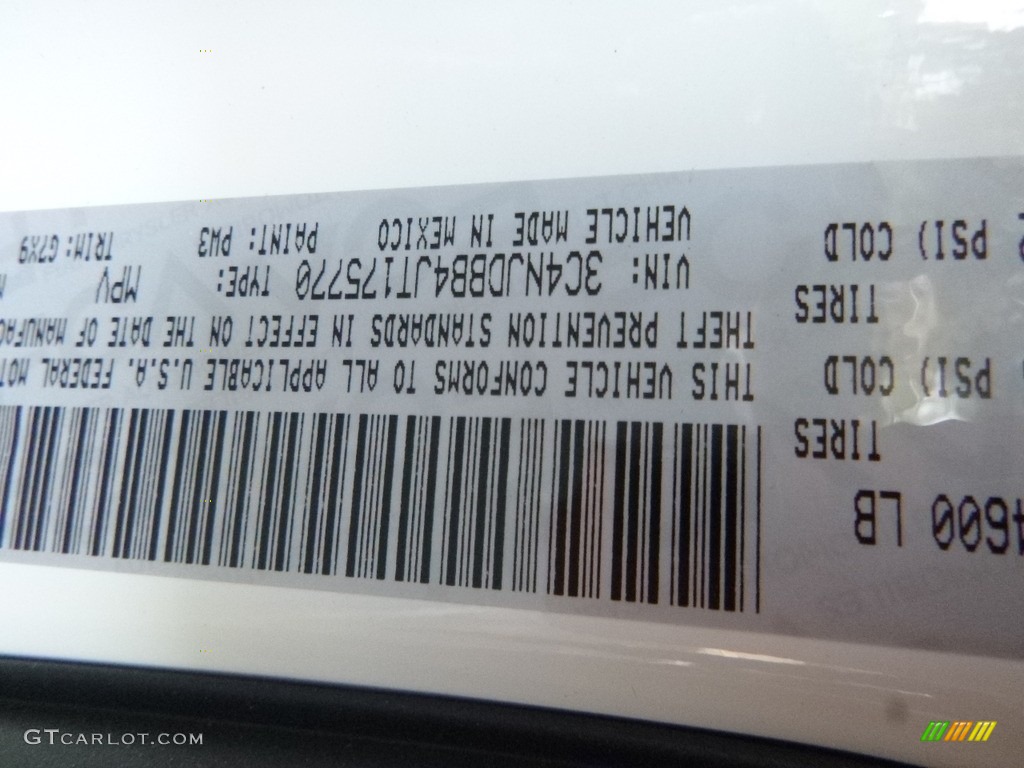 4600 LB
TIRES
PSI) COLD
TIRES
PSI) COLD
THIS VEHICLE CONFORMS TO ALL APPLICABLE U.S.A. FEDERAL MOT
THEFT PREVENTION STANDARDS IN EFFECT ON THE DATE OF MANUFAC
VIN: 3C4NJDBB4JT175770 TYPE: MPV
VEHICLE MADE IN MEXICO PAINT: PW3 TRIM: G7X9
GTCARLOT.COM